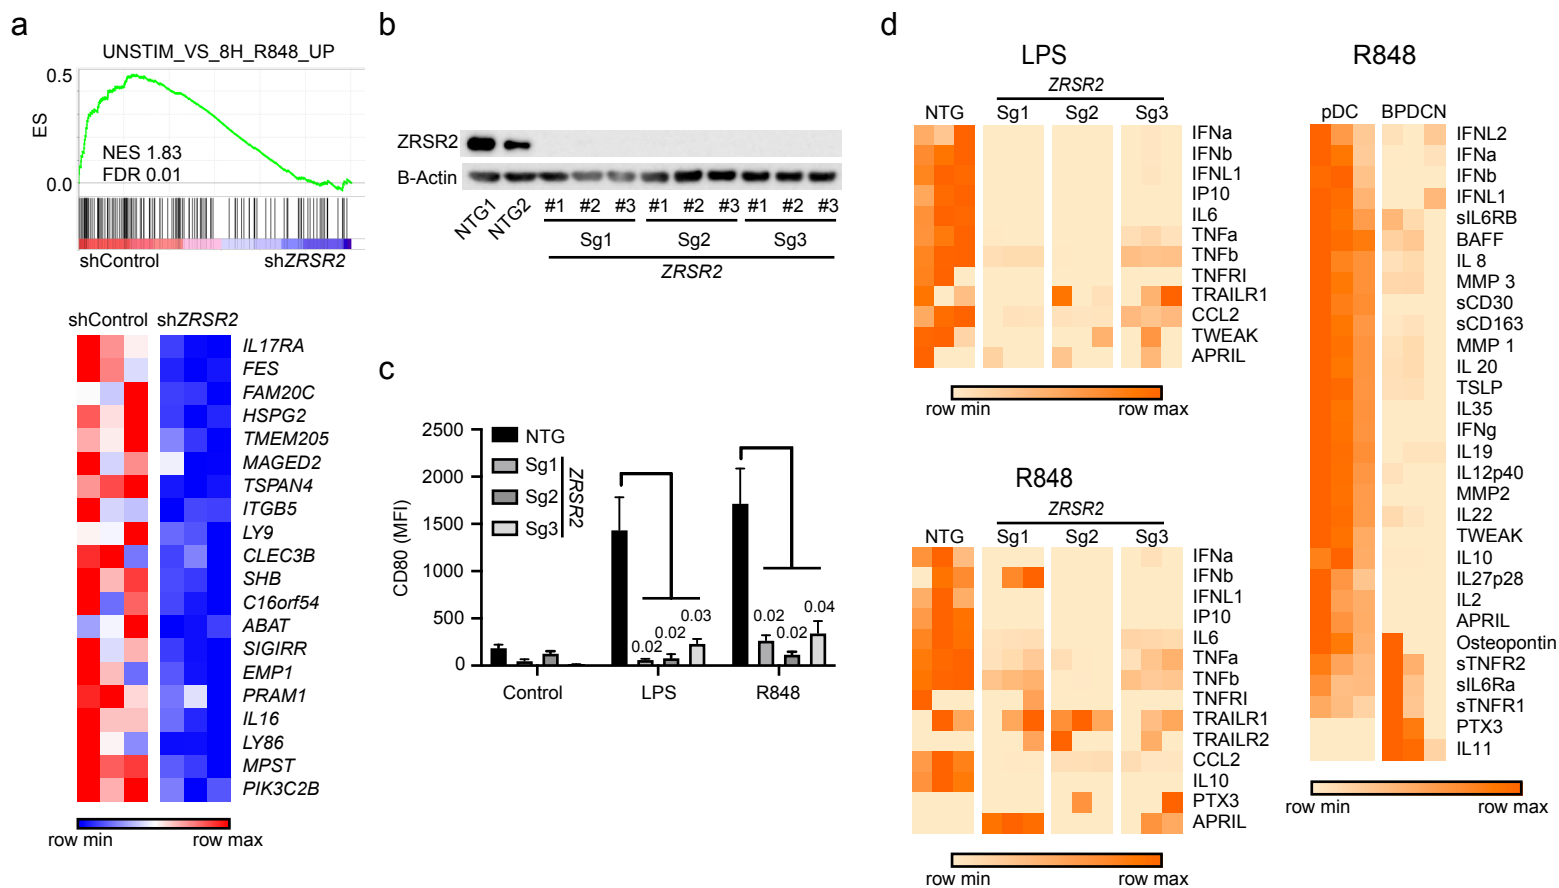 a
UNSTIM_VS_8H_R848_UP
0.5
ES
NES 1.83
FDR 0.01
0.0
shControl
shZRSR2
shControl shZRSR2
IL17RA
FES
FAM20C
HSPG2
TMEM205
MAGED2
TSPAN4
ITGB5
LY9
CLEC3B
SHB
C16orf54
ABAT
SIGIRR
EMP1
PRAM1
IL16
LY86
MPST
PIK3C2B
row min
row max
b
ZRSR2
B-Actin
NTG1
NTG2
#1 #2 #3 #1 #2 #3 #1 #2 #3
Sg1 Sg2 Sg3
ZRSR2
c
CD80 (MFI)
2500
2000
1500
1000
500
0
NTG
Sg1
Sg2
Sg3
ZRSR2
0.02 0.02 0.03
0.02 0.02 0.04
Control LPS R848
d
LPS
ZRSR2
NTG Sg1 Sg2 Sg3
IFNa
IFNb
IFNL1
IP10
IL6
TNFa
TNFb
TNFRI
TRAILR1
CCL2
TWEAK
APRIL
row min
row max
R848
ZRSR2
NTG Sg1 Sg2 Sg3
IFNa
IFNb
IFNL1
IP10
IL6
TNFa
TNFb
TNFRI
TRAILR1
TRAILR2
CCL2
IL10
PTX3
APRIL
row min
row max
R848
pDC BPDCN
IFNL2
IFNa
IFNb
IFNL1
sIL6RB
BAFF
IL 8
MMP 3
sCD30
sCD163
MMP 1
IL 20
TSLP
IL35
IFNg
IL19
IL12p40
MMP2
IL22
TWEAK
IL10
IL27p28
IL2
APRIL
Osteopontin
sTNFR2
sIL6Ra
sTNFR1
PTX3
IL11
row min
row max